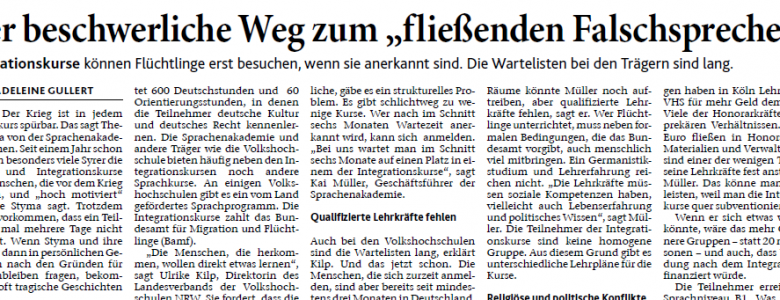 er beschwerliche Weg zum „fließenden Falschspreche
ationskurse können Flüchtlinge erst besuchen, wenn sie anerkannt sind. Die Wartelisten bei den Trägern sind lang.
ADELEINE GULLERT
Der Krieg ist in jedem
kurs spürbar. Das sagt The-
a von der Sprachenakade-
hen. Seit einem Jahr schon
n besonders viele Syrer die
und Integrationskurse
nschen, die vor dem Krieg
n, und „hoch motiviert“
ie Styma sagt. Trotzdem
vorkommen, dass ein Teil-
mal mehrere Tage nicht
t. Wenn Styma und ihre
dann in persönlichen Ge-
n nach den Gründen für
nbleiben fragen, bekom-
oft tragische Geschichten
tet 600 Deutschstunden und 60
Orientierungsstunden, in denen
die Teilnehmer deutsche Kultur
und deutsches Recht kennenler-
nen. Die Sprachenakademie und
andere Träger wie die Volkshoch-
schule bieten häufig neben den In-
tegrationskursen noch andere
Sprachkurse. An einigen Volks-
hochschulen gibt es ein vom Land
gefördertes Sprachprogramm. Die
Integrationskurse zahlt das Bun-
desamt für Migration und Flücht-
linge (Bamf).
„Die Menschen, die herkom-
men, wollen direkt etwas lernen“,
sagt Ulrike Kilp, Direktorin des
Landesverbands der Volkshoch-
schulen NRW. Sie fordert, dass die
liche, gäbe es ein strukturelles Pro-
blem. Es gibt schlichtweg zu we-
nige Kurse. Wer nach im Schnitt
sechs Monaten Wartezeit aner-
kannt wird, kann sich anmelden.
„Bei uns wartet man im Schnitt
sechs Monate auf einen Platz in ei-
nem der Integrationskurse“, sagt
Kai Müller, Geschäftsführer der
Sprachenakademie.
Qualifizierte Lehrkräfte fehlen
Auch bei den Volkshochschulen
sind die Wartelisten lang, erklärt
Kilp. Und das jetzt schon. Die
Menschen, die sich zurzeit anmel-
den, sind aber bereits seit mindes-
tens drei Monaten in Deutschland.
Räume könnte Müller noch auf-
treiben, aber qualifizierte Lehr-
kräfte fehlen, sagt er. Wer Flücht-
linge unterrichtet, muss neben for-
malen Bedingungen, die das Bun-
desamt vorgibt, auch menschlich
viel mitbringen. Ein Germanistik-
studium und Lehrerfahrung rei-
chen nicht. „Die Lehrkräfte müs-
sen soziale Kompetenzen haben,
vielleicht auch Lebenserfahrung
und politisches Wissen“, sagt Mül-
ler. Die Teilnehmer der Integrati-
onskurse sind keine homogene
Gruppe. Aus diesem Grund gibt es
unterschiedliche Lehrpläne für die
Kurse.
Religiöse und politische Konflikte
gen haben in Köln Lehr
VHS für mehr Geld dem
Viele der Honorarkräfte
prekären Verhältnissen
Euro fließen in Honor
Materialien und Verwalt
sind einer der wenigen T
seine Lehrkräfte fest anst
Müller. Das könne man
leisten, weil man die Int
kurse quer subventionie
Wenn er sich etwas
könnte, wäre das mehr G
nere Gruppen – statt 20 r
sonen – und auch, dass
dung nach dem Integrat
finanziert würde.
Die Teilnehmer errei
Sprachniveau B1. Was